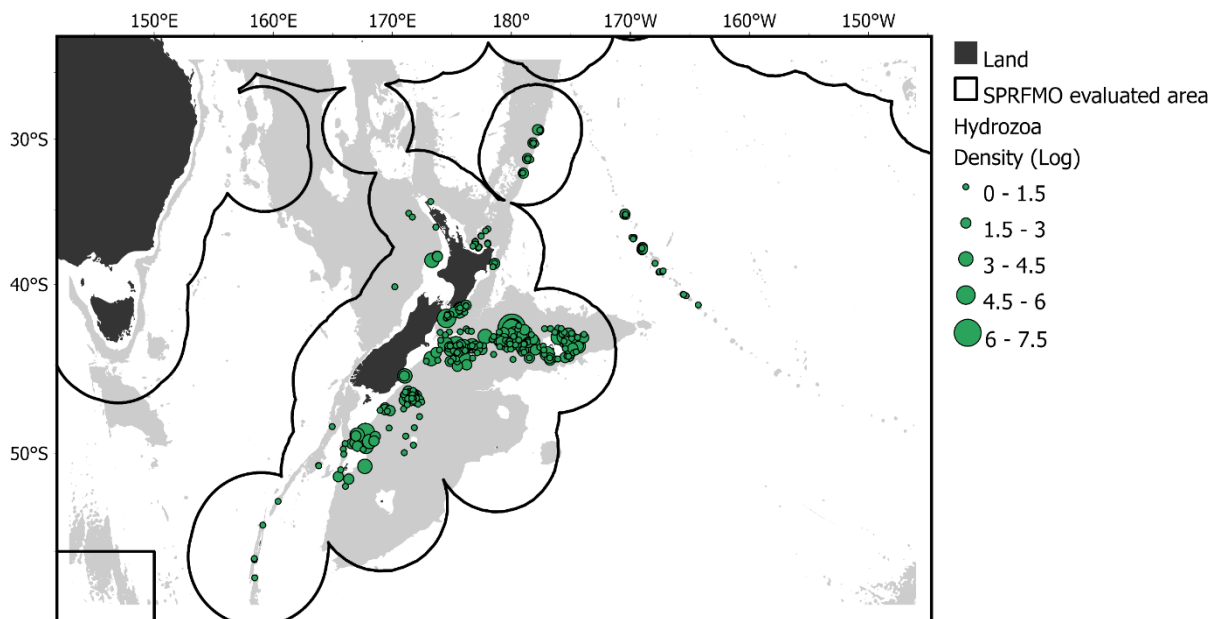 150°E 160°E 170°E 180° 170°W 160°W 150°W
30°S
40°S
50°S
Land
SPRFMO evaluated area
Hydrozoa
Density (Log)
0 - 1.5
1.5 - 3
3 - 4.5
4.5 - 6
6 - 7.5